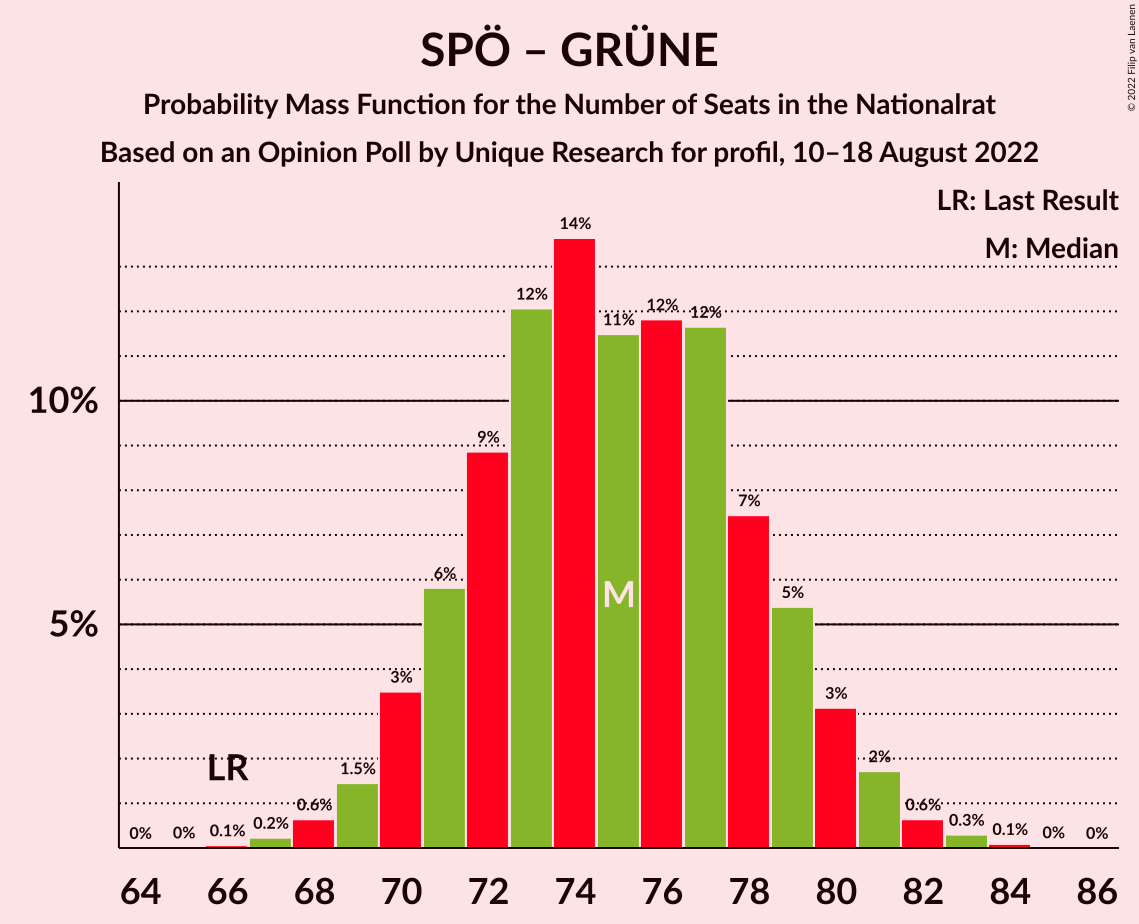 SPÖ – GRÜNE
Probability Mass Function for the Number of Seats in the Nationalrat
Based on an Opinion Poll by Unique Research for profil, 10–18 August 2022
© 2022 Filip van Laenen
LR: Last Result
M: Median
10%
5%
0%
0%
0.1%
0.2%
0.6%
1.5%
3%
6%
9%
12%
14%
11%
12%
12%
7%
5%
3%
2%
0.6%
0.3%
0.1%
0%
0%
LR
M
64 66 68 70 72 74 76 78 80 82 84 86